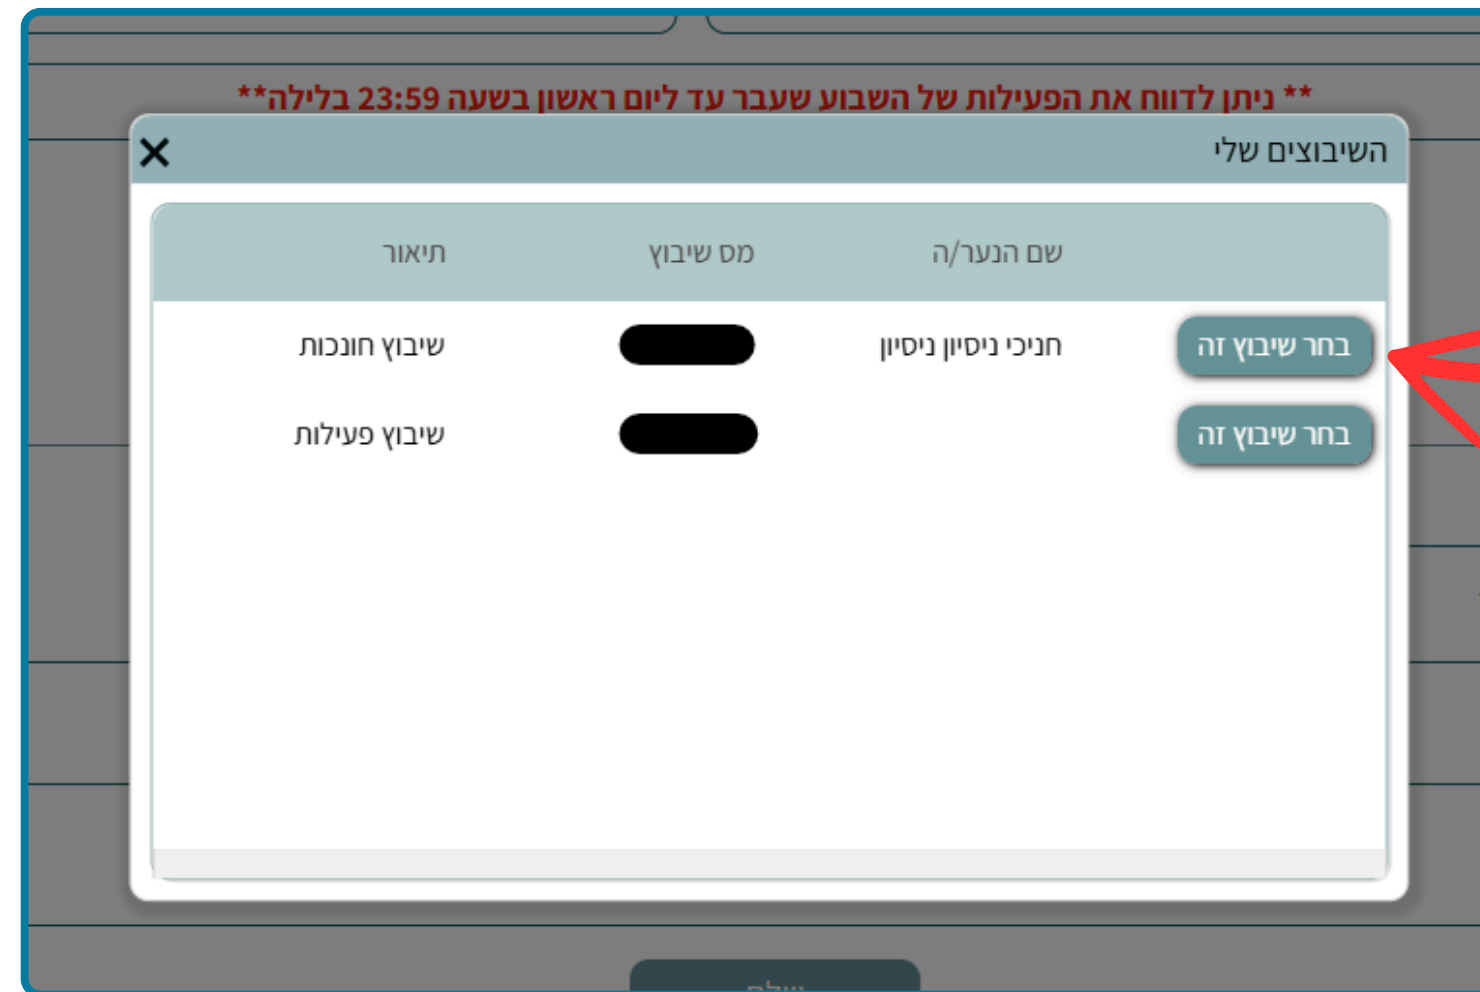 ** ניתן לדווח את הפעילות של השבוע שעבר עד ליום ראשון בשעה 23:59 בלילה**
השיבוצים שלי
שם הנער/ה מס שיבוץ תיאור
בחר שיבוץ זה חניכי ניסיון ניסיון שיבוץ חונכות
בחר שיבוץ זה שיבוץ פעילות